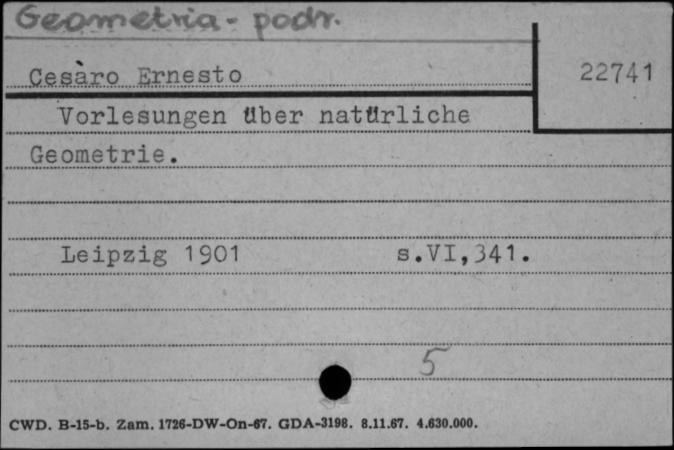 Geometria - podr.
Cesàro Ernesto
22741
Vorlesungen über natürliche
Geometrie.
Leipzig 1901 s.VI,341.
5
CWD. B-15-b. Zam. 1726-DW-On-67. GDA-3198. 8.11.67. 4.630.000.